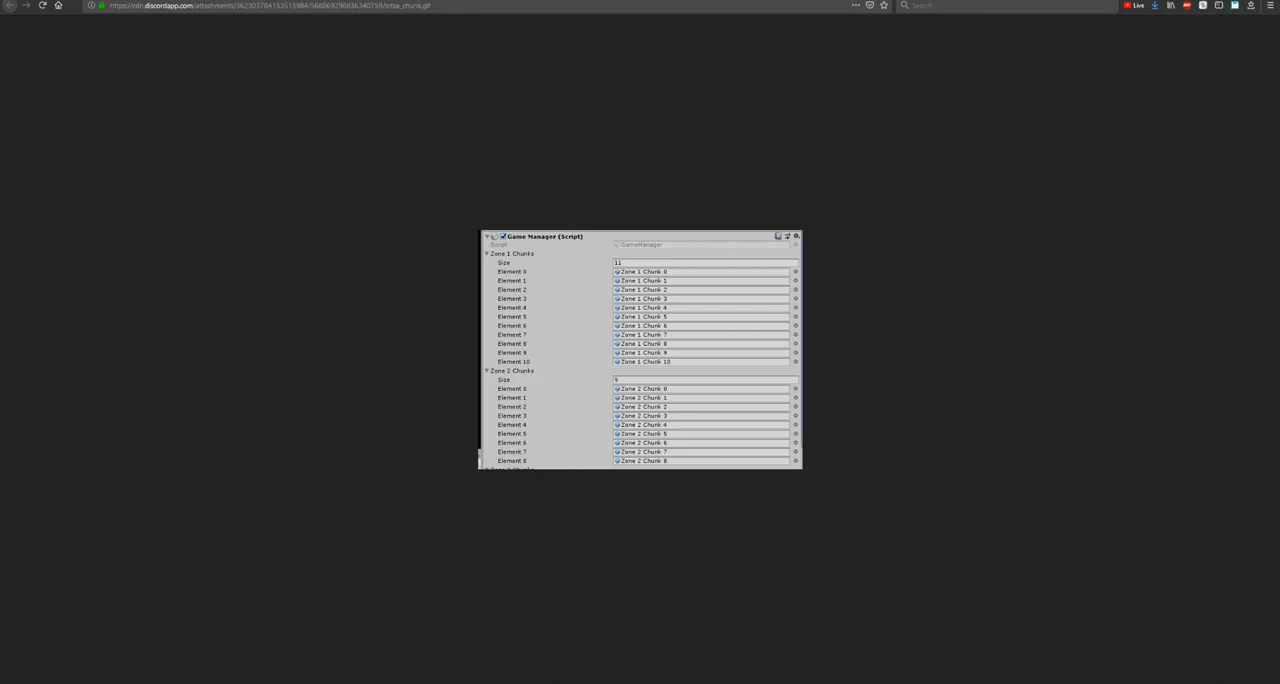 https://cdn.discordapp.com/attachments/362303784153513984/568869298836340759/lotsa_chunk.gif
Search
Live
Game Manager (Script)
Script GameManager
Zone 1 Chunks
Size 11
Element 0 Zone 1 Chunk 0
Element 1 Zone 1 Chunk 1
Element 2 Zone 1 Chunk 2
Element 3 Zone 1 Chunk 3
Element 4 Zone 1 Chunk 4
Element 5 Zone 1 Chunk 5
Element 6 Zone 1 Chunk 6
Element 7 Zone 1 Chunk 7
Element 8 Zone 1 Chunk 8
Element 9 Zone 1 Chunk 9
Element 10 Zone 1 Chunk 10
Zone 2 Chunks
Size 9
Element 0 Zone 2 Chunk 0
Element 1 Zone 2 Chunk 1
Element 2 Zone 2 Chunk 2
Element 3 Zone 2 Chunk 3
Element 4 Zone 2 Chunk 4
Element 5 Zone 2 Chunk 5
Element 6 Zone 2 Chunk 6
Element 7 Zone 2 Chunk 7
Element 8 Zone 2 Chunk 8